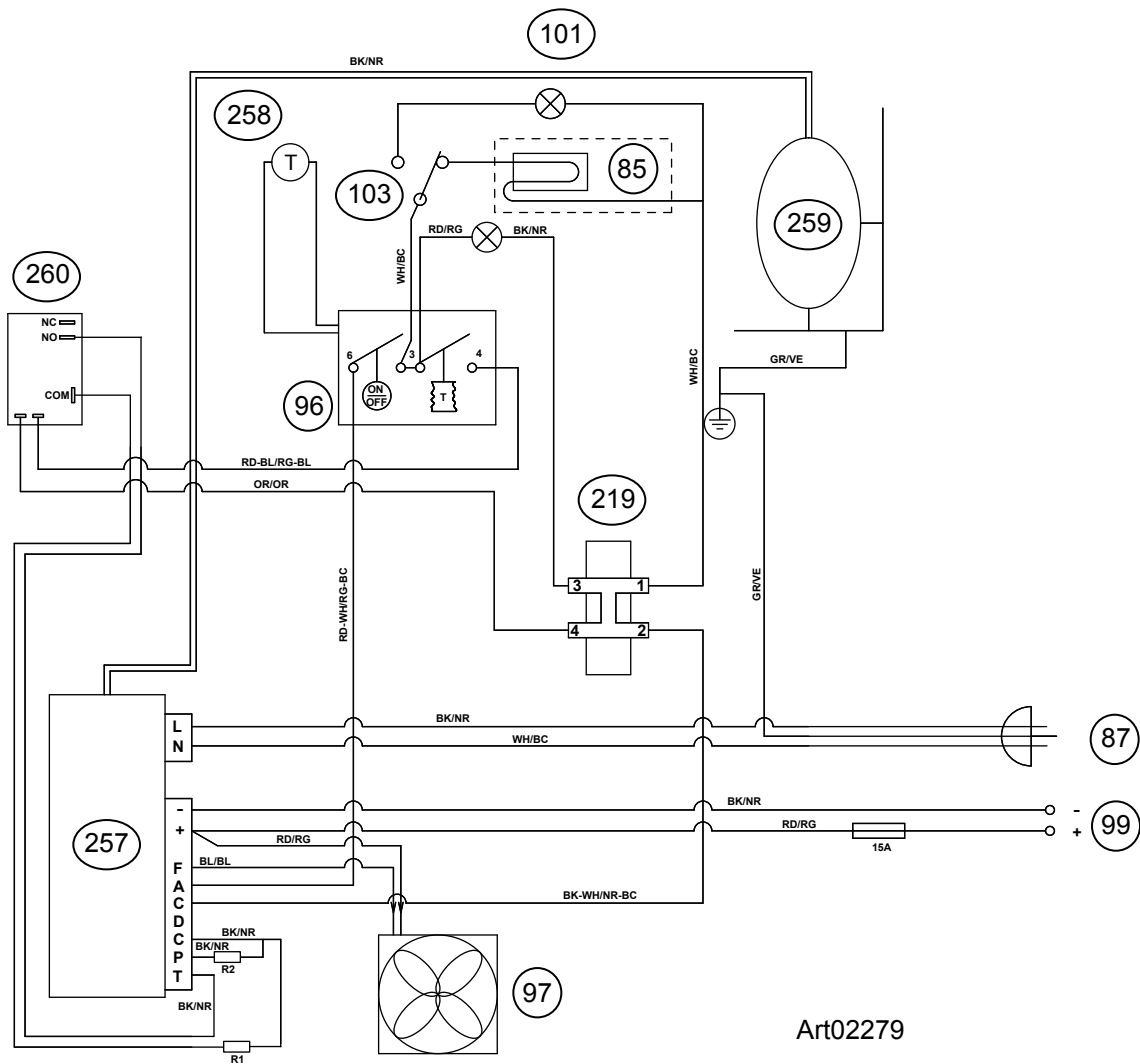 101
BK/NR
258
T
103
85
RD/RG
BK/NR
259
WH/BC
260
NC
NO
COM
6
3
4
ON
OFF
T
96
WH/BC
GR/VE
RD-BL/RG-BL
OR/OR
219
3
1
4
2
RD-WH/RG-BC
GR/VE
L
BK/NR
N
WH/BC
87
257
-
BK/NR
-
+
RD/RG
15A
+
99
RD/RG
F
BL/BL
A
C
BK-WH/NR-BC
D
C
BK/NR
P
BK/NR
R2
T
BK/NR
R1
97
Art02279